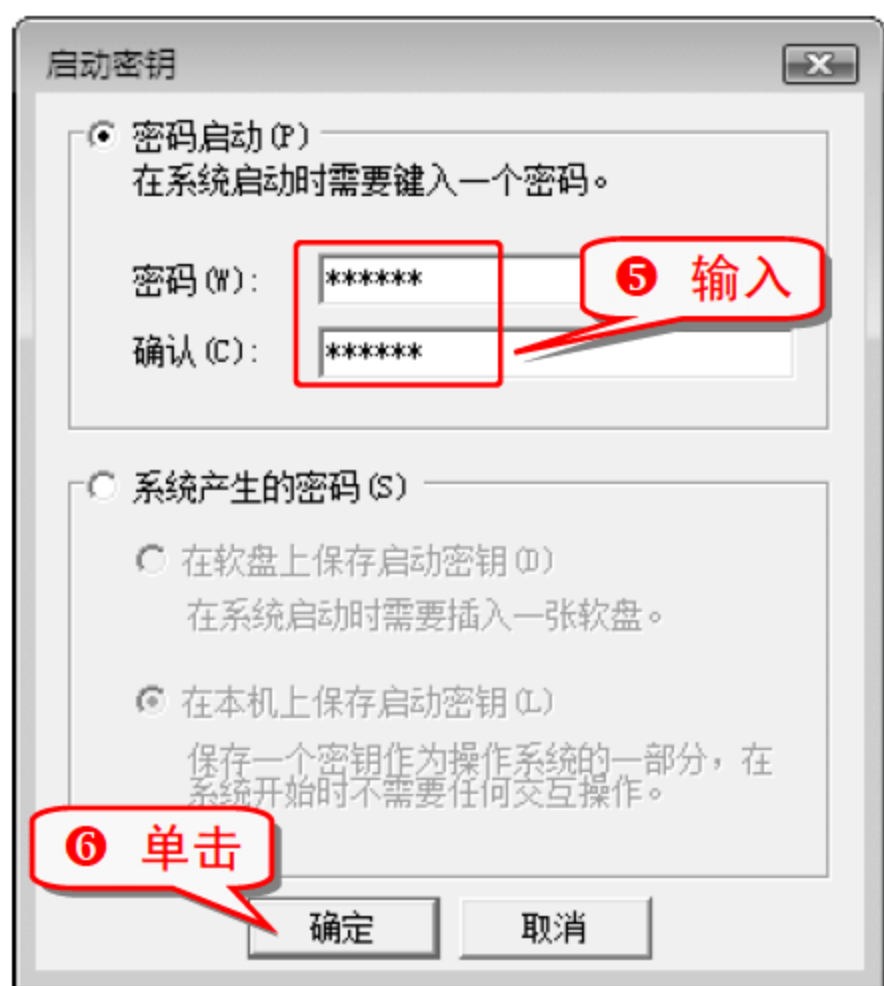 启动密钥
密码启动(P)
在系统启动时需要键入一个密码。
密码(W): ******
❺ 输入
确认(C): ******
系统产生的密码(S)
在软盘上保存启动密钥(D)
在系统启动时需要插入一张软盘。
在本机上保存启动密钥(L)
保存一个密钥作为操作系统的一部分，在
系统开始时不需要任何交互操作。
❻ 单击
确定 取消